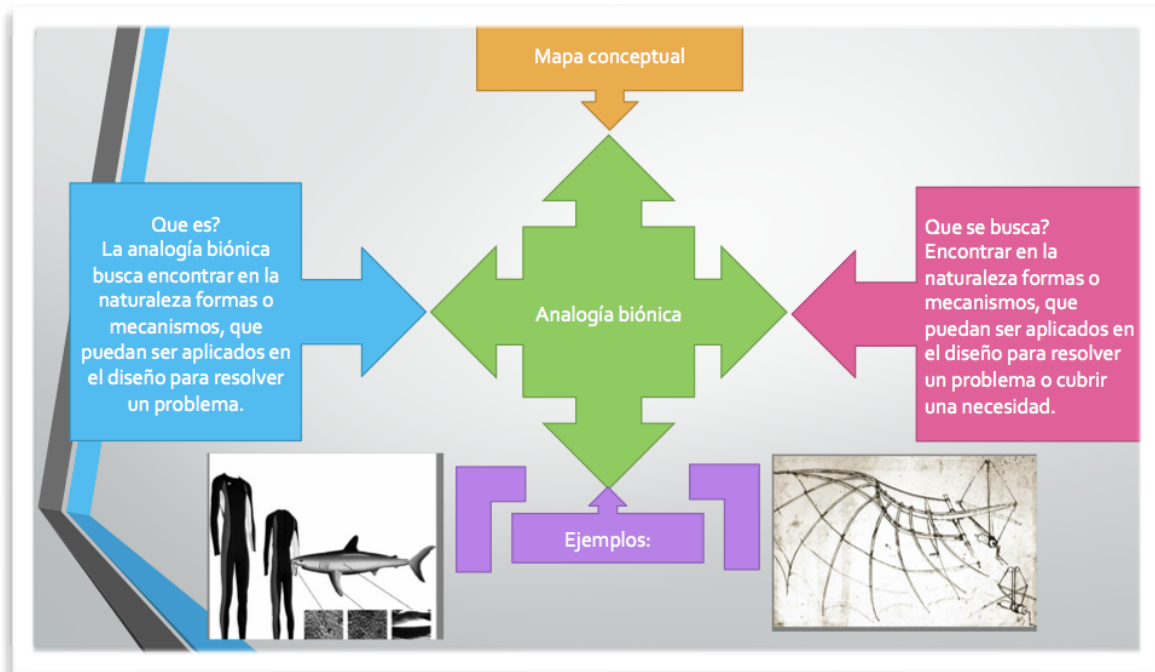 Mapa conceptual
Que es?
La analogía biónica
busca encontrar en la
naturaleza formas o
mecanismos, que
puedan ser aplicados en
el diseño para resolver
un problema.
Analogía biónica
Que se busca?
Encontrar en la
naturaleza formas o
mecanismos, que
puedan ser aplicados en
el diseño para resolver
un problema o cubrir
una necesidad.
Ejemplos: